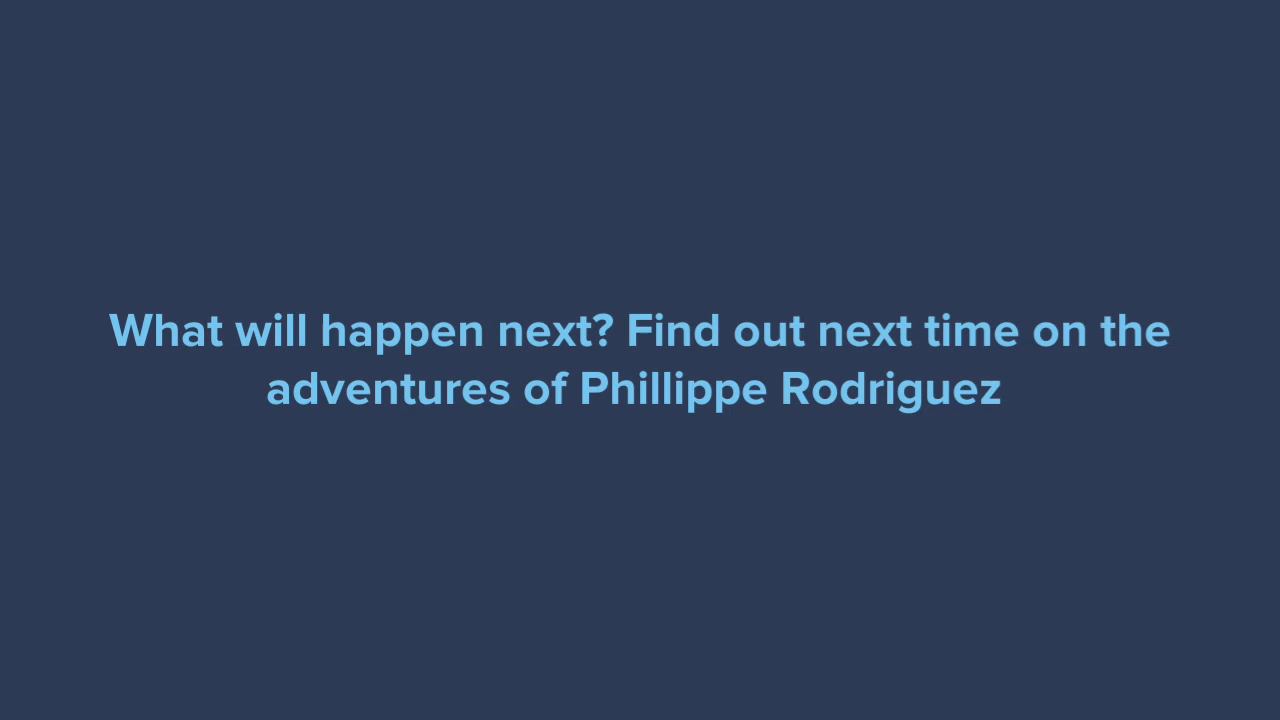 What will happen next? Find out next time on the
adventures of Phillippe Rodriguez